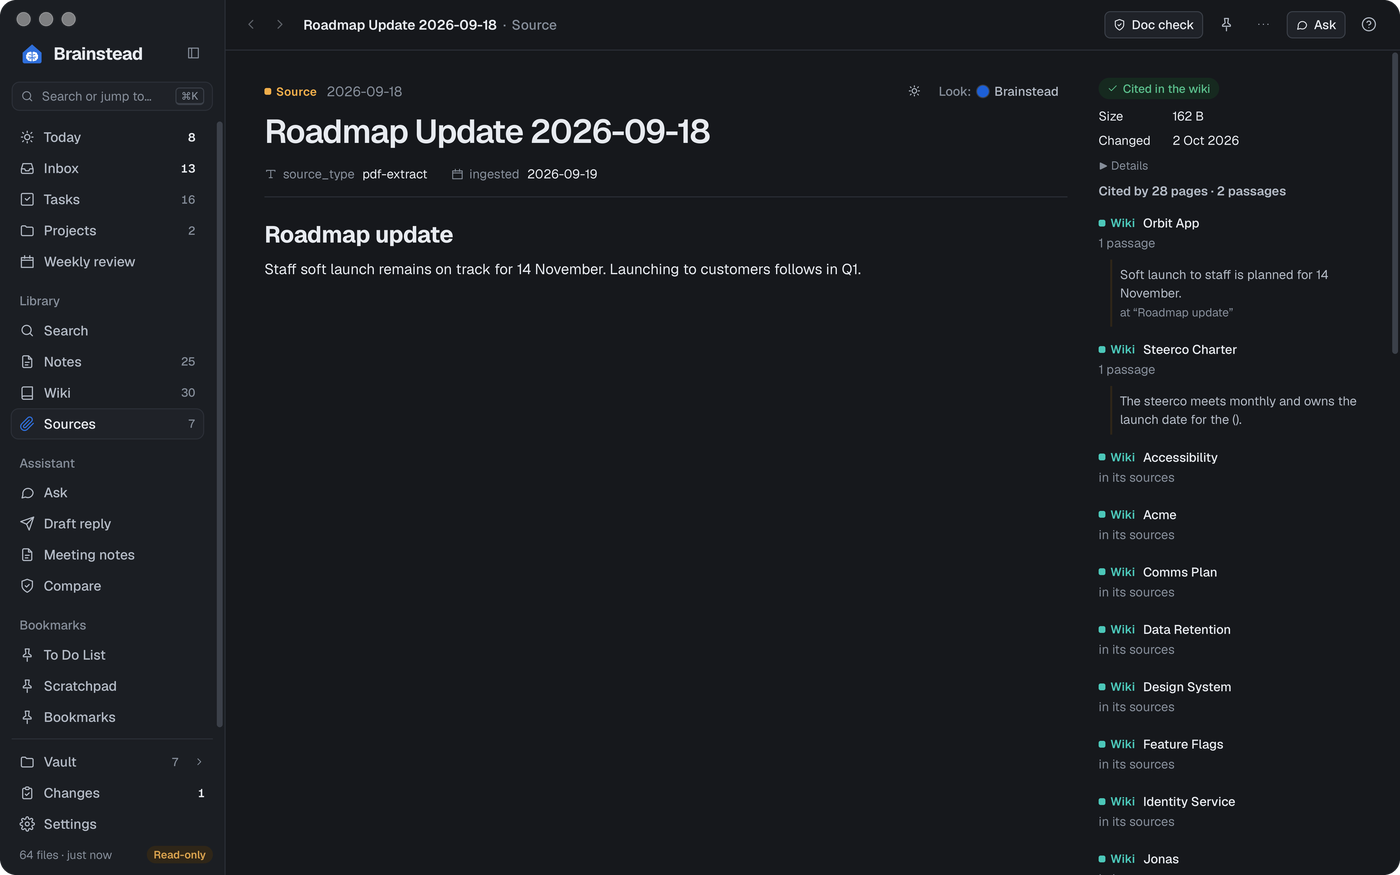 Brainstead
Search or jump to... ⌘K
Today 8
Inbox 13
Tasks 16
Projects 2
Weekly review
Library
Search
Notes 25
Wiki 30
Sources 7
Assistant
Ask
Draft reply
Meeting notes
Compare
Bookmarks
To Do List
Scratchpad
Bookmarks
Vault 7
Changes 1
Settings
64 files · just now Read-only
Roadmap Update 2026-09-18 · Source
Doc check ... Ask
Source 2026-09-18 Look: Brainstead
Roadmap Update 2026-09-18
source_type pdf-extract ingested 2026-09-19
Roadmap update
Staff soft launch remains on track for 14 November. Launching to customers follows in Q1.
Cited in the wiki
Size 162 B
Changed 2 Oct 2026
Details
Cited by 28 pages · 2 passages
Wiki Orbit App
1 passage
Soft launch to staff is planned for 14
November.
at “Roadmap update”
Wiki Steerco Charter
1 passage
The steerco meets monthly and owns the
launch date for the ().
Wiki Accessibility
in its sources
Wiki Acme
in its sources
Wiki Comms Plan
in its sources
Wiki Data Retention
in its sources
Wiki Design System
in its sources
Wiki Feature Flags
in its sources
Wiki Identity Service
in its sources
Wiki Jonas